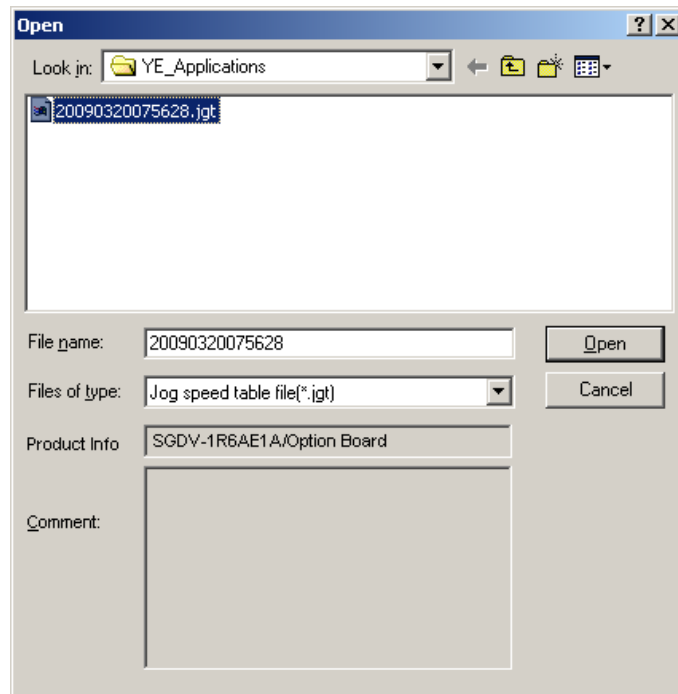 Open
Look in: YE_Applications
20090320075628.jgt
File name: 20090320075628 Open
Files of type: Jog speed table file(*.jgt) Cancel
Product Info SGDV-1R6AE1A/Option Board
Comment: